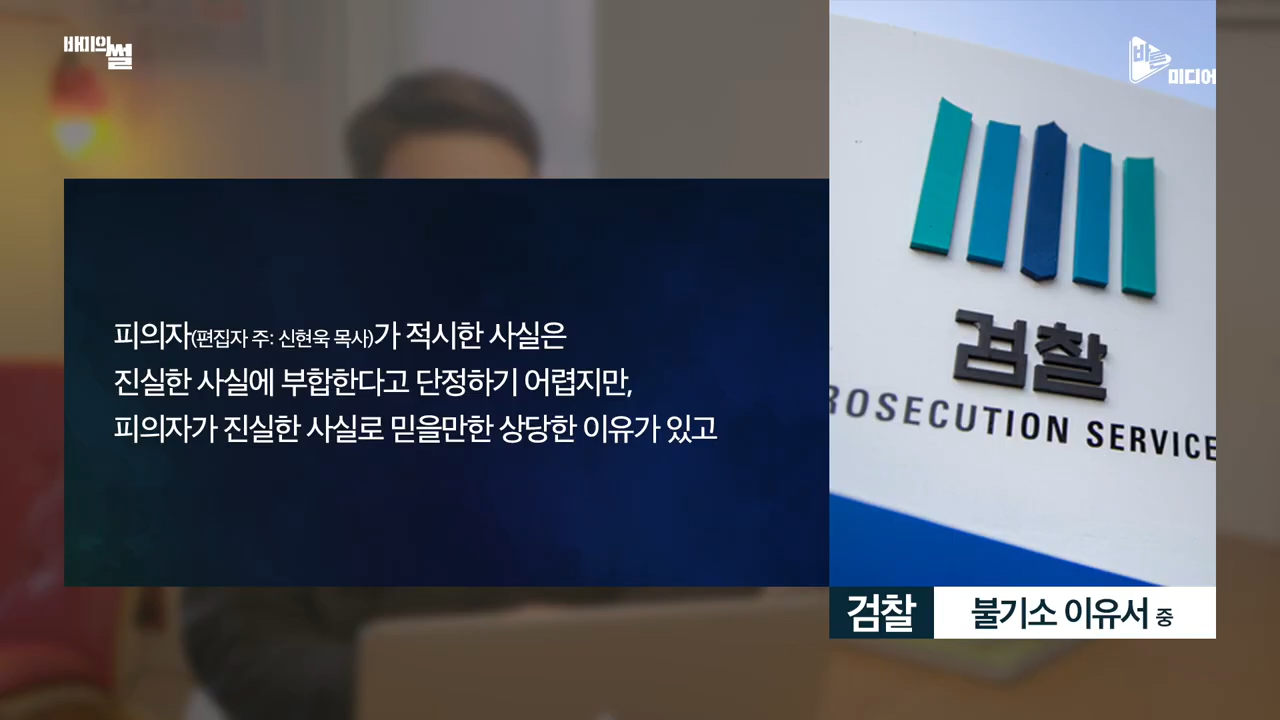 바미의
썰
바른
미디어
피의자(편집자 주: 신현욱 목사)가 적시한 사실은
진실한 사실에 부합한다고 단정하기 어렵지만,
피의자가 진실한 사실로 믿을만한 상당한 이유가 있고
검찰
ROSECUTION SERVICE
검찰 불기소 이유서 중